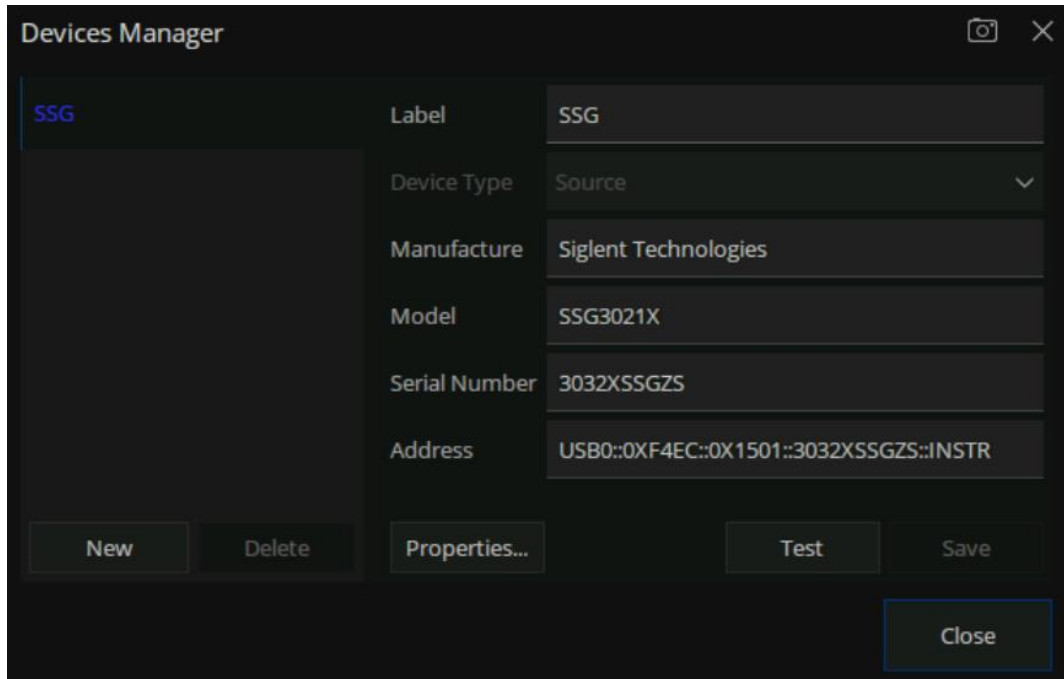 Devices Manager
SSG
Label SSG
Device Type Source
Manufacture Siglent Technologies
Model SSG3021X
Serial Number 3032XSSGZS
Address USB0::0XF4EC::0X1501::3032XSSGZS::INSTR
New Delete Properties... Test Save
Close